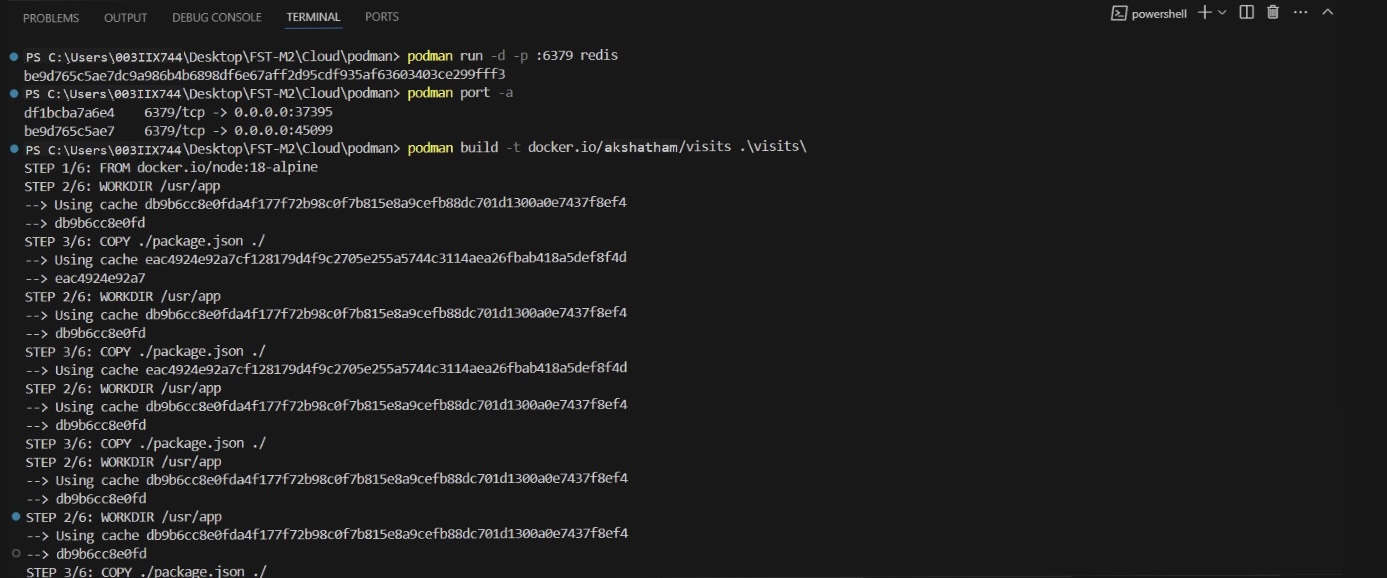 PROBLEMS OUTPUT DEBUG CONSOLE TERMINAL PORTS powershell
PS C:\Users\003IIX744\Desktop\FST-M2\Cloud\podman> podman run -d -p :6379 redis
be9d765c5ae7dc9a986b4b6898df6e67aff2d95cdf935af63603403ce299fff3
PS C:\Users\003IIX744\Desktop\FST-M2\Cloud\podman> podman port -a
df1bcba7a6e4    6379/tcp -> 0.0.0.0:37395
be9d765c5ae7    6379/tcp -> 0.0.0.0:45099
PS C:\Users\003IIX744\Desktop\FST-M2\Cloud\podman> podman build -t docker.io/akshatham/visits .\visits\
STEP 1/6: FROM docker.io/node:18-alpine
STEP 2/6: WORKDIR /usr/app
--> Using cache db9b6cc8e0fda4f177f72b98c0f7b815e8a9cefb88dc701d1300a0e7437f8ef4
--> db9b6cc8e0fd
STEP 3/6: COPY ./package.json ./
--> Using cache eac4924e92a7cf128179d4f9c2705e255a5744c3114aea26fbab418a5def8f4d
--> eac4924e92a7
STEP 2/6: WORKDIR /usr/app
--> Using cache db9b6cc8e0fda4f177f72b98c0f7b815e8a9cefb88dc701d1300a0e7437f8ef4
--> db9b6cc8e0fd
STEP 3/6: COPY ./package.json ./
--> Using cache eac4924e92a7cf128179d4f9c2705e255a5744c3114aea26fbab418a5def8f4d
STEP 2/6: WORKDIR /usr/app
--> Using cache db9b6cc8e0fda4f177f72b98c0f7b815e8a9cefb88dc701d1300a0e7437f8ef4
--> db9b6cc8e0fd
STEP 3/6: COPY ./package.json ./
STEP 2/6: WORKDIR /usr/app
--> Using cache db9b6cc8e0fda4f177f72b98c0f7b815e8a9cefb88dc701d1300a0e7437f8ef4
--> db9b6cc8e0fd
STEP 2/6: WORKDIR /usr/app
--> Using cache db9b6cc8e0fda4f177f72b98c0f7b815e8a9cefb88dc701d1300a0e7437f8ef4
--> db9b6cc8e0fd
STEP 3/6: COPY ./package.json ./